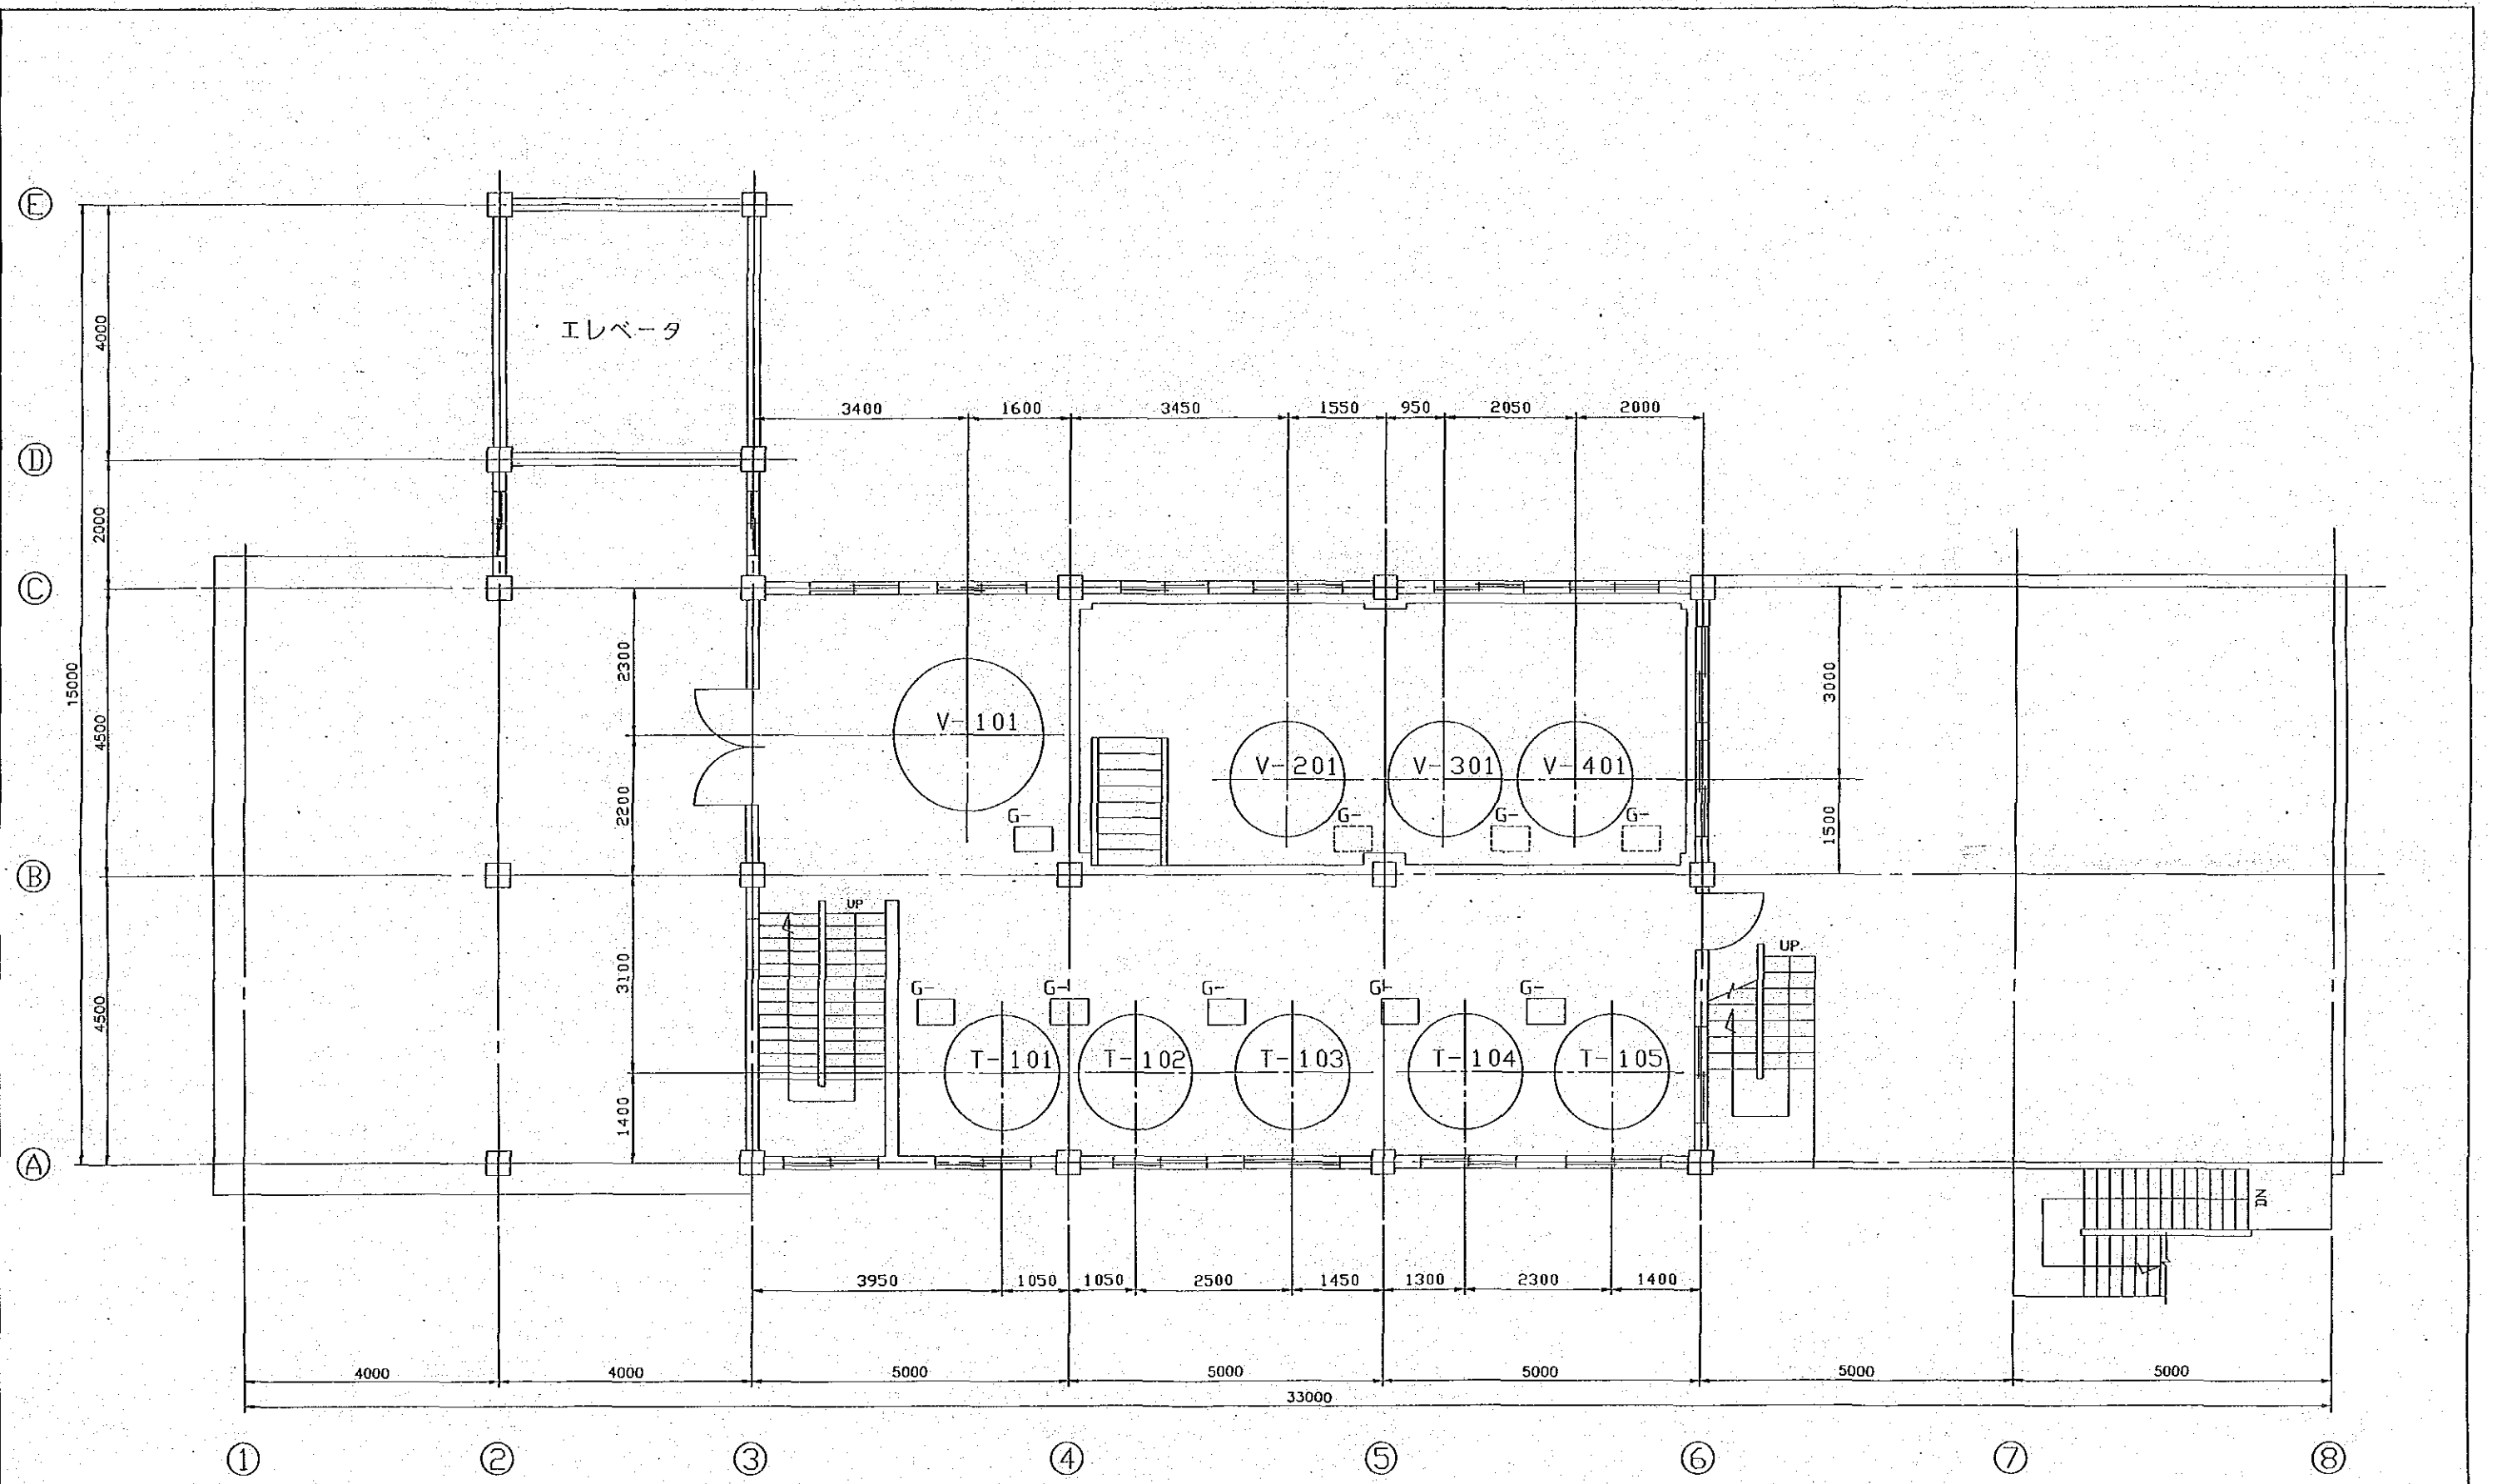 Ⓔ
4000
エレベータ
3400 1600 3450 1550 950 2050 2000
Ⓓ
2000
Ⓒ
15000
4500
2300
3000
V-101
V-201 V-301 V-401
2200
1500
G- G- G- G-
Ⓑ
UP
UP
4500
3100
G- G- G- G- G-
T-101 T-102 T-103 T-104 T-105
1400
Ⓐ
DN
3950 1050 1050 2500 1450 1300 2300 1400
4000 4000 5000 5000 5000 5000 5000
33000
① ② ③ ④ ⑤ ⑥ ⑦ ⑧